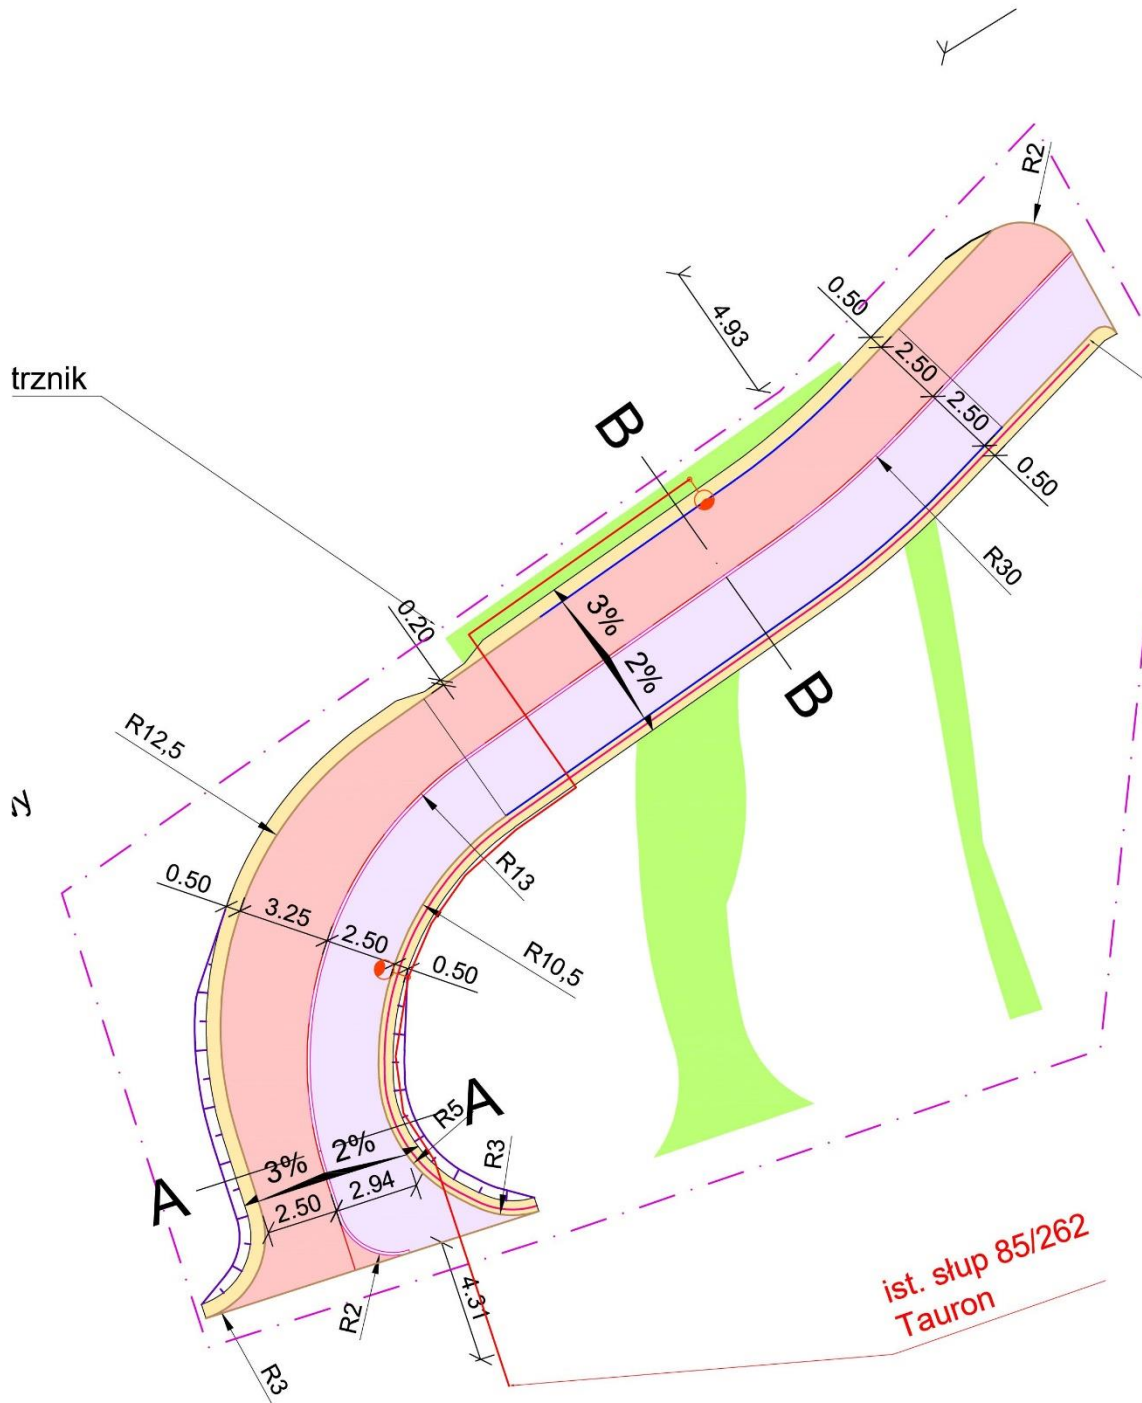 R2
0.50
4.93
2.50
2.50
trznik
B
0.50
R30
0.20
3%
2%
B
R12,5
y
R13
0.50
3.25
2.50
0.50
R10,5
A
R5
2%
3%
R3
A
2.94
2.50
ist. słup 85/262
Tauron
4.31
R2
R3